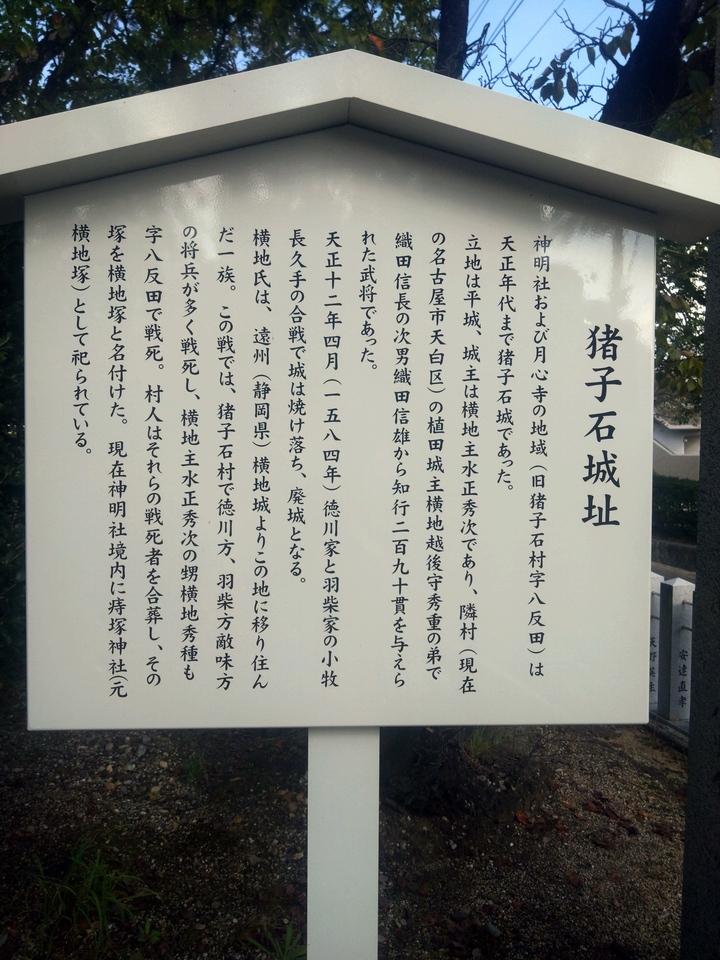 猪子石城址
神明社および月心寺の地域（旧猪子石村字八反田）は
天正年代まで猪子石城であった。
立地は平城、城主は横地主水正秀次であり、隣村（現在
の名古屋市天白区）の植田城主横地越後守秀重の弟で
織田信長の次男織田信雄から知行二百九十貫を与えら
れた武将であった。
天正十二年四月（一五八四年）徳川家と羽柴家の小牧
長久手の合戦で城は焼け落ち、廃城となる。
横地氏は、遠州（静岡県）横地城よりこの地に移り住ん
だ一族。この戦では、猪子石村で徳川方、羽柴方敵味方
の将兵が多く戦死し、横地主水正秀次の甥横地秀種も
字八反田で戦死。村人はそれらの戦死者を合葬し、その
塚を横地塚と名付けた。現在神明社境内に痔塚神社（元
横地塚）として祀られている。
安達直孝